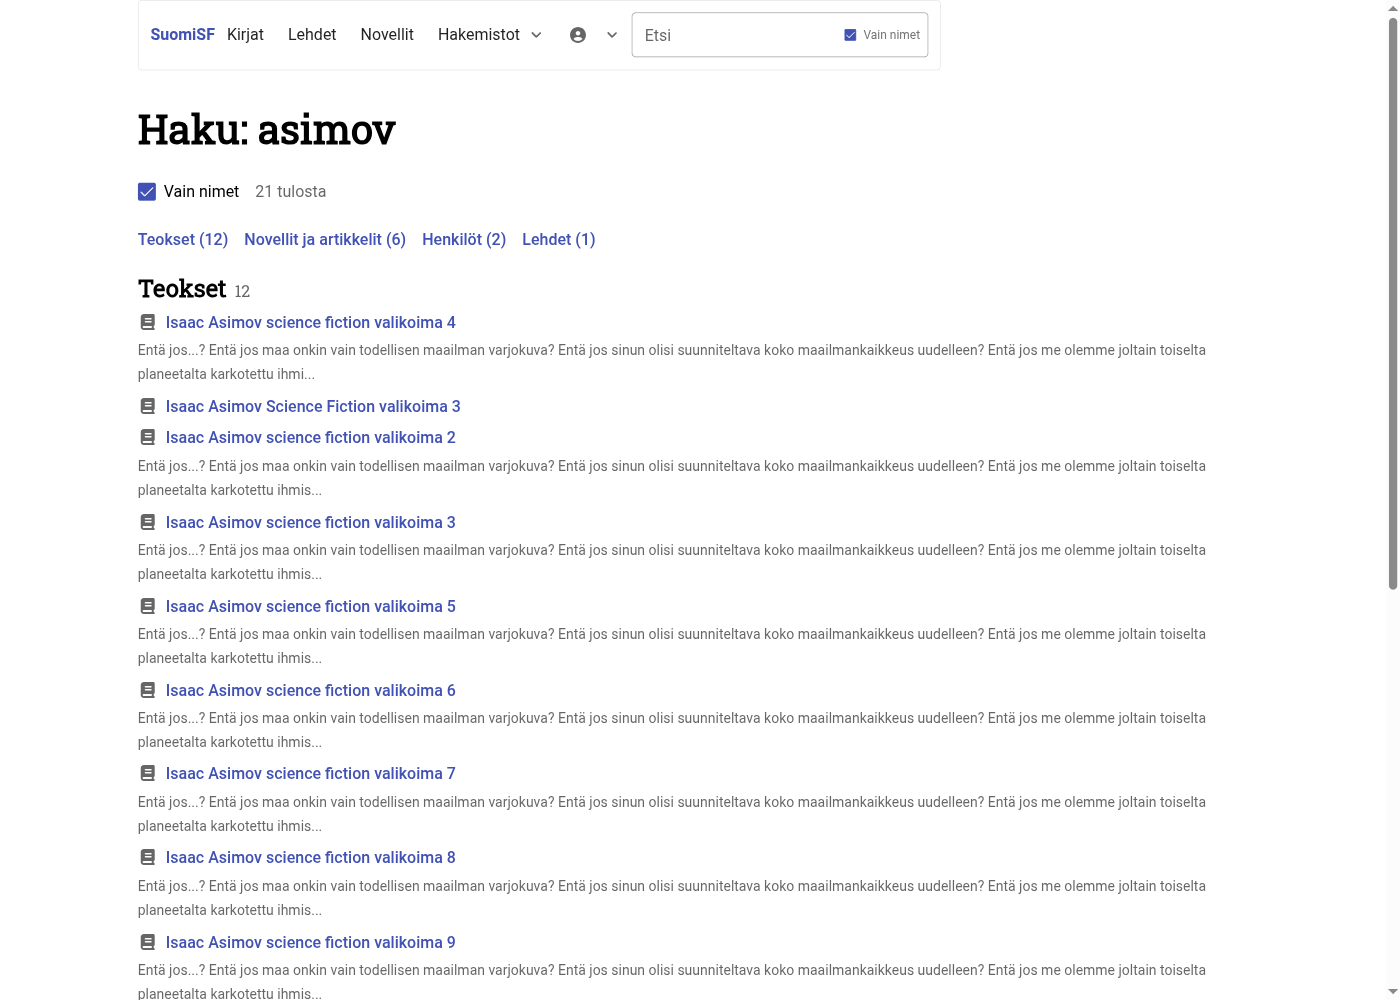 SuomiSF Kirjat Lehdet Novellit Hakemistot Etsi Vain nimet
Haku: asimov
Vain nimet 21 tulosta
Teokset (12) Novellit ja artikkelit (6) Henkilöt (2) Lehdet (1)
Teokset 12
Isaac Asimov science fiction valikoima 4
Entä jos...? Entä jos maa onkin vain todellisen maailman varjokuva? Entä jos sinun olisi suunniteltava koko maailmankaikkeus uudelleen? Entä jos me olemme joltain toiselta
planeetalta karkotettu ihmi...
Isaac Asimov Science Fiction valikoima 3
Isaac Asimov science fiction valikoima 2
Entä jos...? Entä jos maa onkin vain todellisen maailman varjokuva? Entä jos sinun olisi suunniteltava koko maailmankaikkeus uudelleen? Entä jos me olemme joltain toiselta
planeetalta karkotettu ihmis...
Isaac Asimov science fiction valikoima 3
Entä jos...? Entä jos maa onkin vain todellisen maailman varjokuva? Entä jos sinun olisi suunniteltava koko maailmankaikkeus uudelleen? Entä jos me olemme joltain toiselta
planeetalta karkotettu ihmis...
Isaac Asimov science fiction valikoima 5
Entä jos...? Entä jos maa onkin vain todellisen maailman varjokuva? Entä jos sinun olisi suunniteltava koko maailmankaikkeus uudelleen? Entä jos me olemme joltain toiselta
planeetalta karkotettu ihmis...
Isaac Asimov science fiction valikoima 6
Entä jos...? Entä jos maa onkin vain todellisen maailman varjokuva? Entä jos sinun olisi suunniteltava koko maailmankaikkeus uudelleen? Entä jos me olemme joltain toiselta
planeetalta karkotettu ihmis...
Isaac Asimov science fiction valikoima 7
Entä jos...? Entä jos maa onkin vain todellisen maailman varjokuva? Entä jos sinun olisi suunniteltava koko maailmankaikkeus uudelleen? Entä jos me olemme joltain toiselta
planeetalta karkotettu ihmis...
Isaac Asimov science fiction valikoima 8
Entä jos...? Entä jos maa onkin vain todellisen maailman varjokuva? Entä jos sinun olisi suunniteltava koko maailmankaikkeus uudelleen? Entä jos me olemme joltain toiselta
planeetalta karkotettu ihmis...
Isaac Asimov science fiction valikoima 9
Entä jos...? Entä jos maa onkin vain todellisen maailman varjokuva? Entä jos sinun olisi suunniteltava koko maailmankaikkeus uudelleen? Entä jos me olemme joltain toiselta
planeetalta karkotettu ihmis...